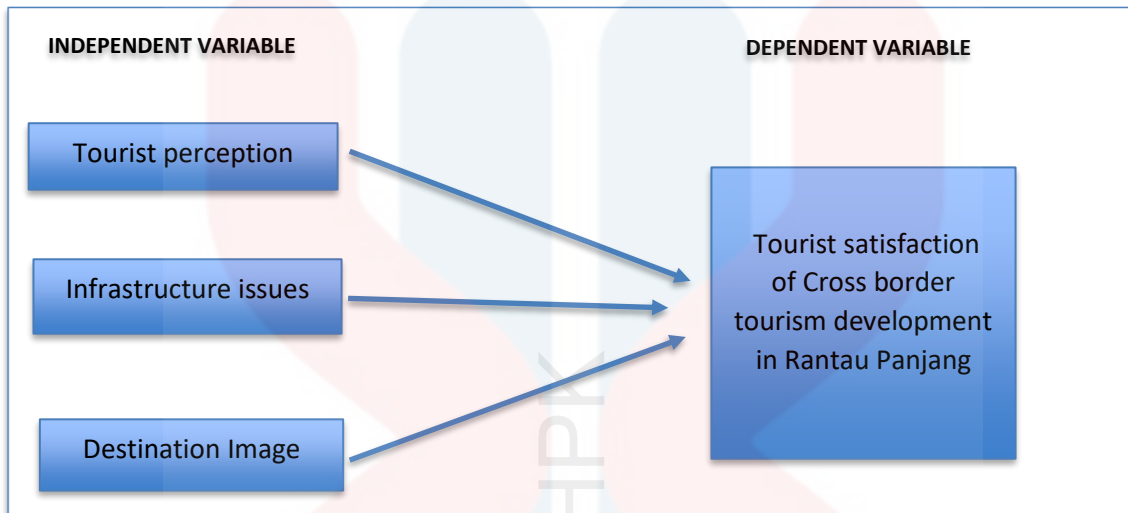 INDEPENDENT VARIABLE
DEPENDENT VARIABLE
Tourist perception
Infrastructure issues
Destination Image
Tourist satisfaction
of Cross border
tourism development
in Rantau Panjang
HPK